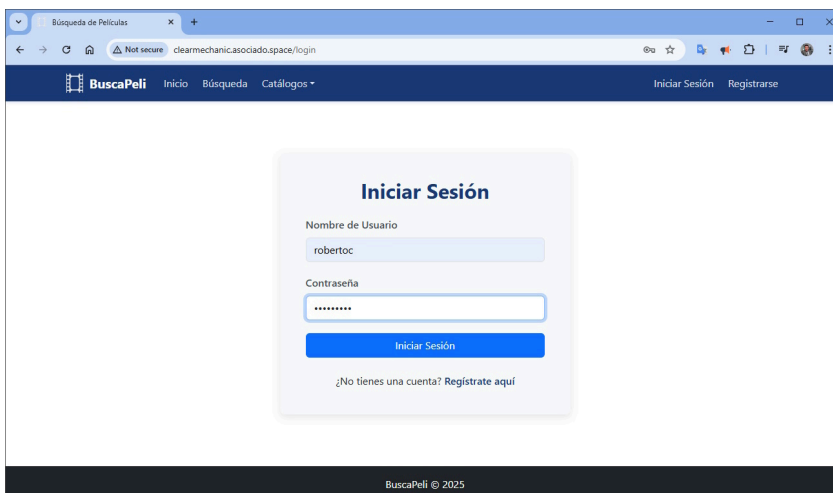 Búsqueda de Películas
Not secure clearmechanic.asociado.space/login
BuscaPeli Inicio Búsqueda Catálogos Iniciar Sesión Registrarse
Iniciar Sesión
Nombre de Usuario
robertoc
Contraseña
•••••••••
Iniciar Sesión
¿No tienes una cuenta? Regístrate aquí
BuscaPeli © 2025